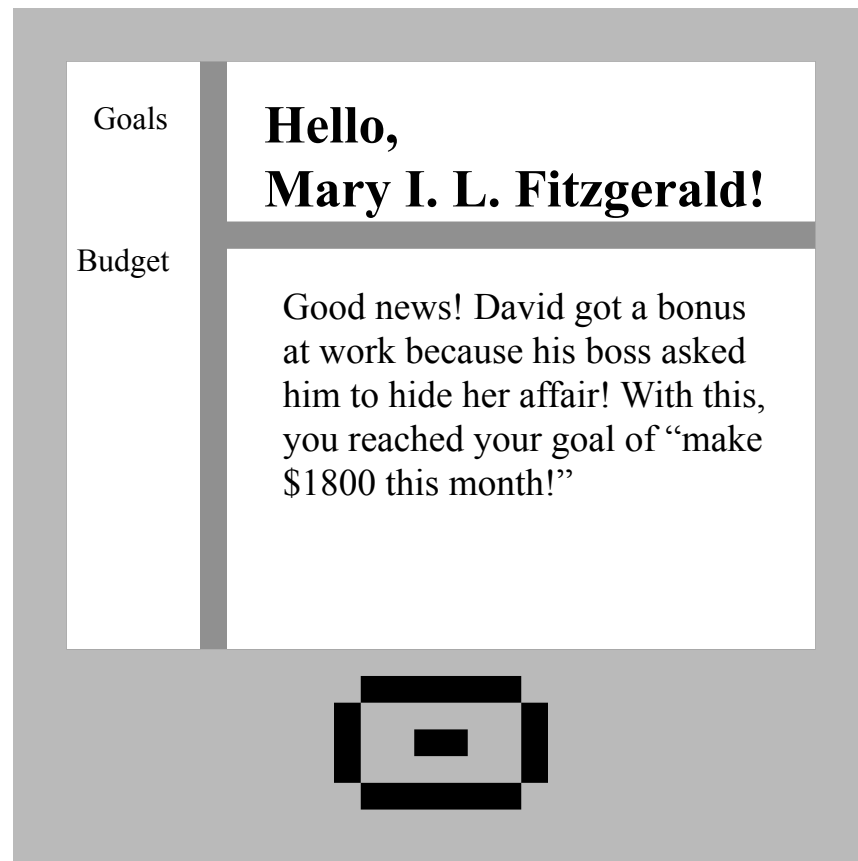 Goals
Budget
Hello,
Mary I. L. Fitzgerald!
Good news! David got a bonus
at work because his boss asked
him to hide her affair! With this,
you reached your goal of “make
$1800 this month!”